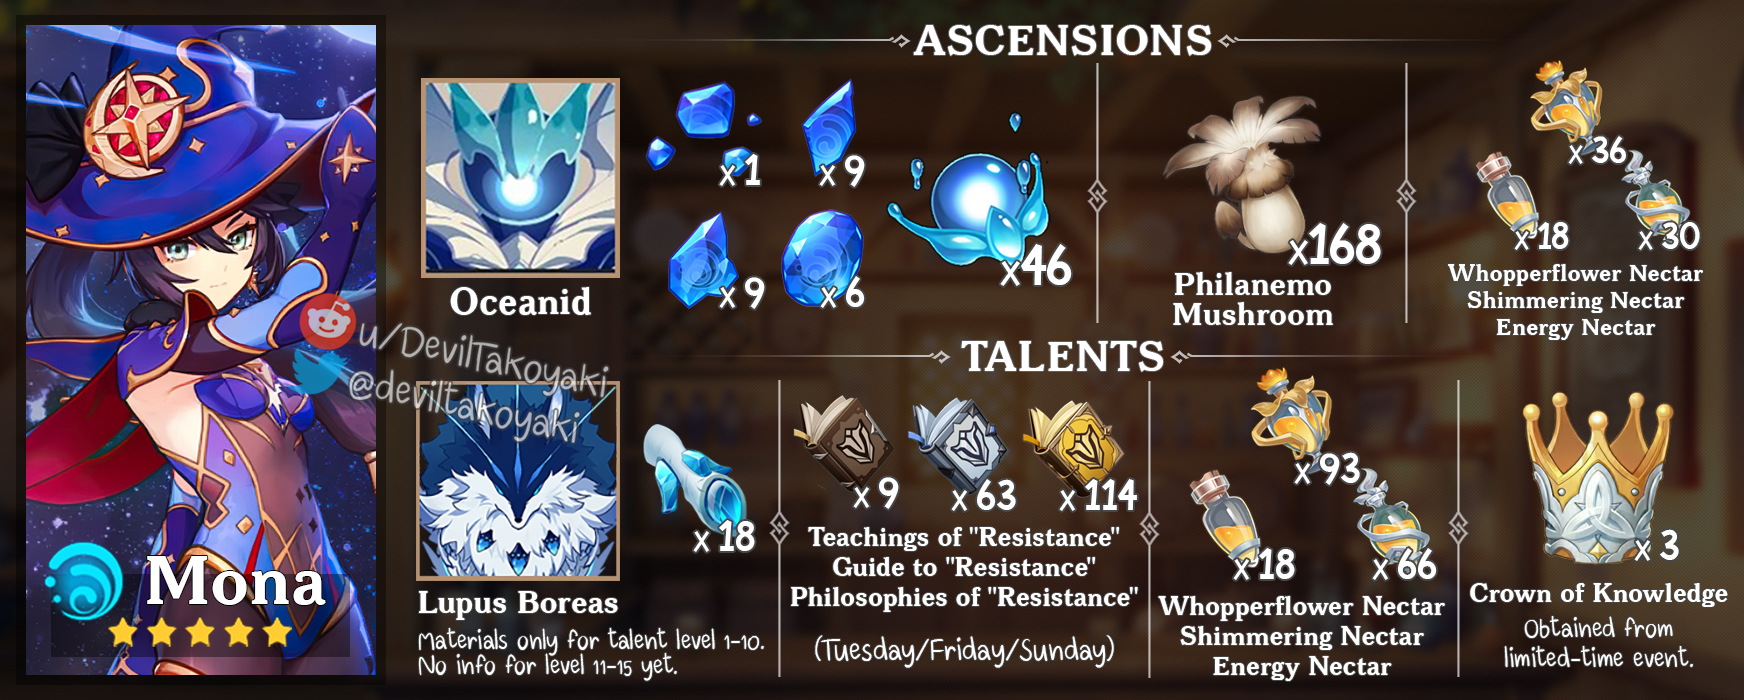 ASCENSIONS
x1
x9
x9
x6
x46
Oceanid
x168
Philanemo
Mushroom
x36
x18
x30
Whopperflower Nectar
Shimmering Nectar
Energy Nectar
u/DevilTakoyaki
@deviltakoyaki
TALENTS
Lupus Boreas
Materials only for talent level 1-10.
No info for level 11-15 yet.
x18
x9
x63
x114
Teachings of "Resistance"
Guide to "Resistance"
Philosophies of "Resistance"
(Tuesday/Friday/Sunday)
x93
x18
x66
Whopperflower Nectar
Shimmering Nectar
Energy Nectar
x3
Crown of Knowledge
Obtained from
limited-time event.
Mona